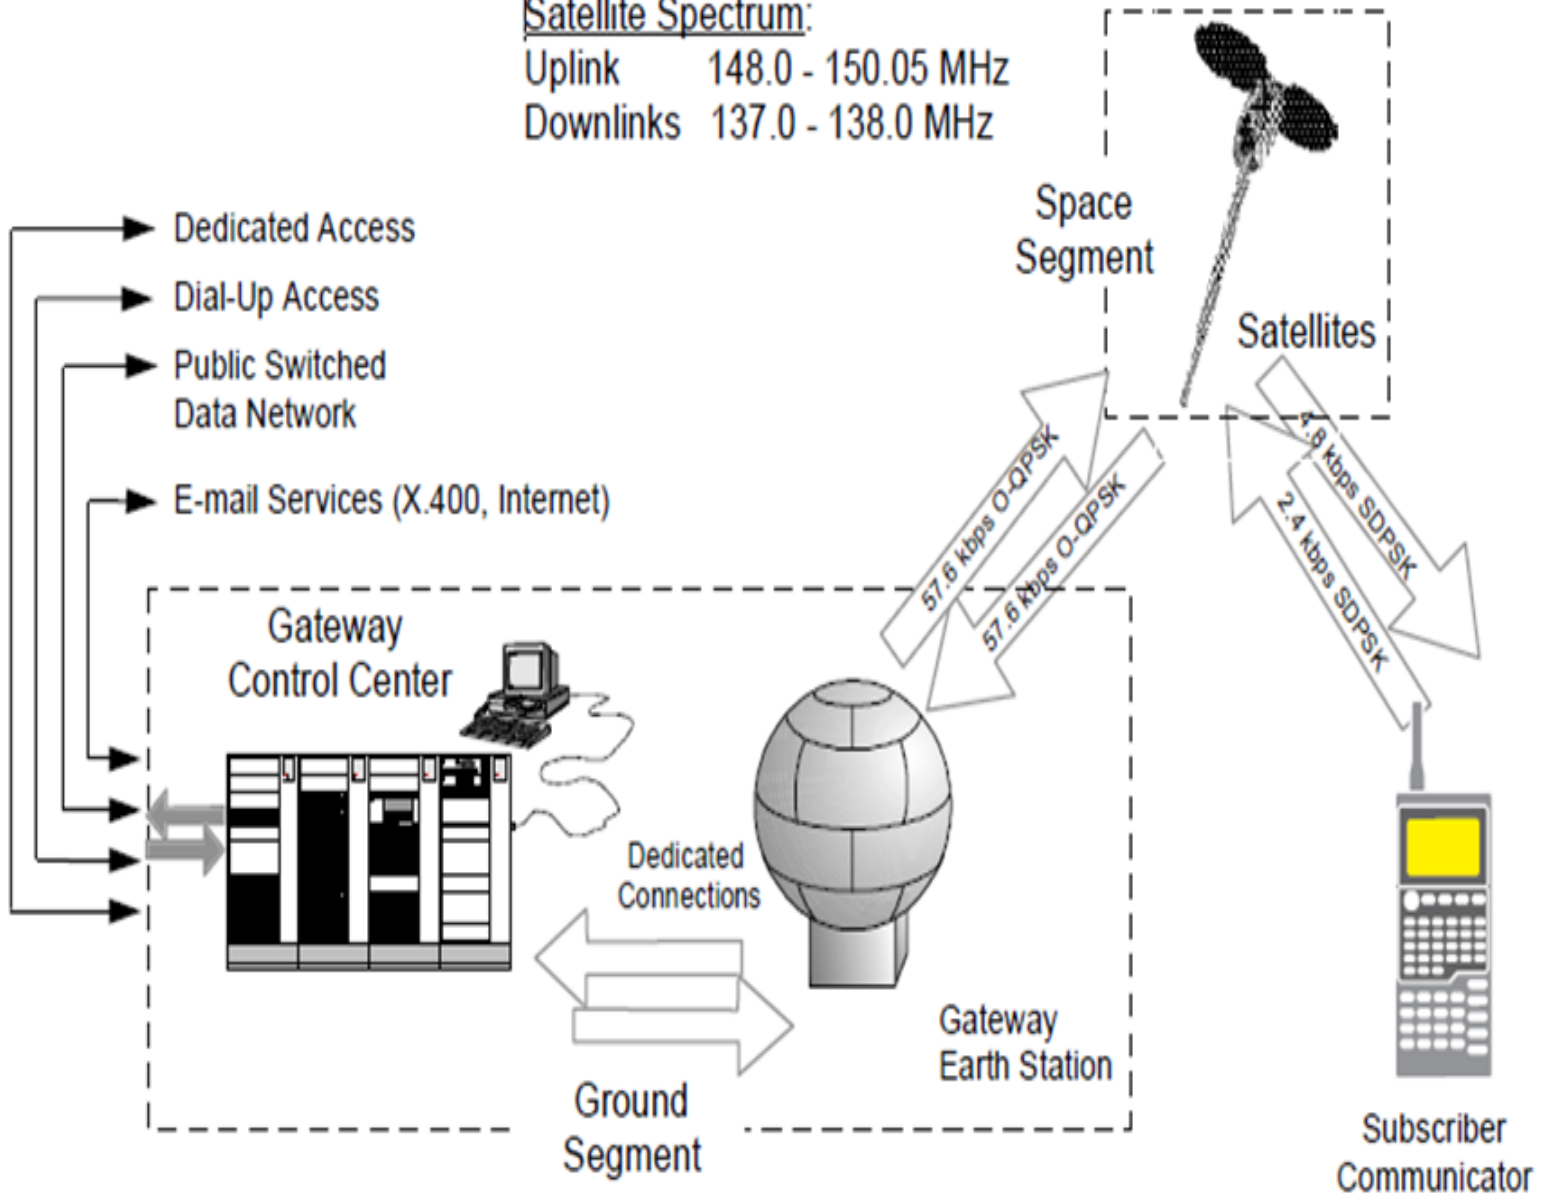 Satellite Spectrum:
Uplink 148.0 - 150.05 MHz
Downlinks 137.0 - 138.0 MHz
Space
Segment
Satellites
Dedicated Access
Dial-Up Access
Public Switched
Data Network
E-mail Services (X.400, Internet)
57.6 kbps O-QPSK
57.6 kbps O-QPSK
4.8 kbps SDPSK
2.4 kbps SDPSK
Gateway
Control Center
Dedicated
Connections
Gateway
Earth Station
Ground
Segment
Subscriber
Communicator